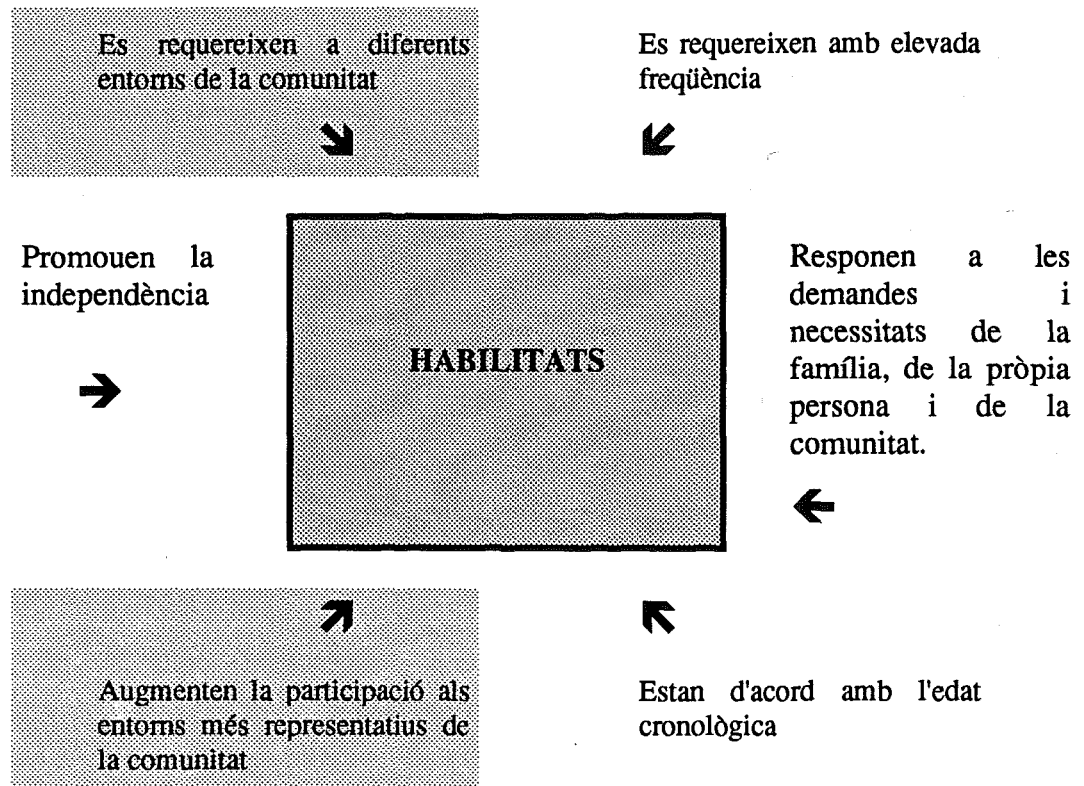 Es requereixen a diferents
entorns de la comunitat
Es requereixen amb elevada
freqüència
Promouen la
independència
HABILITATS
Responen a les
demandes i
necessitats de la
família, de la pròpia
persona i de la
comunitat.
Augmenten la participació als
entorns més representatius de
la comunitat
Estan d'acord amb l'edat
cronològica